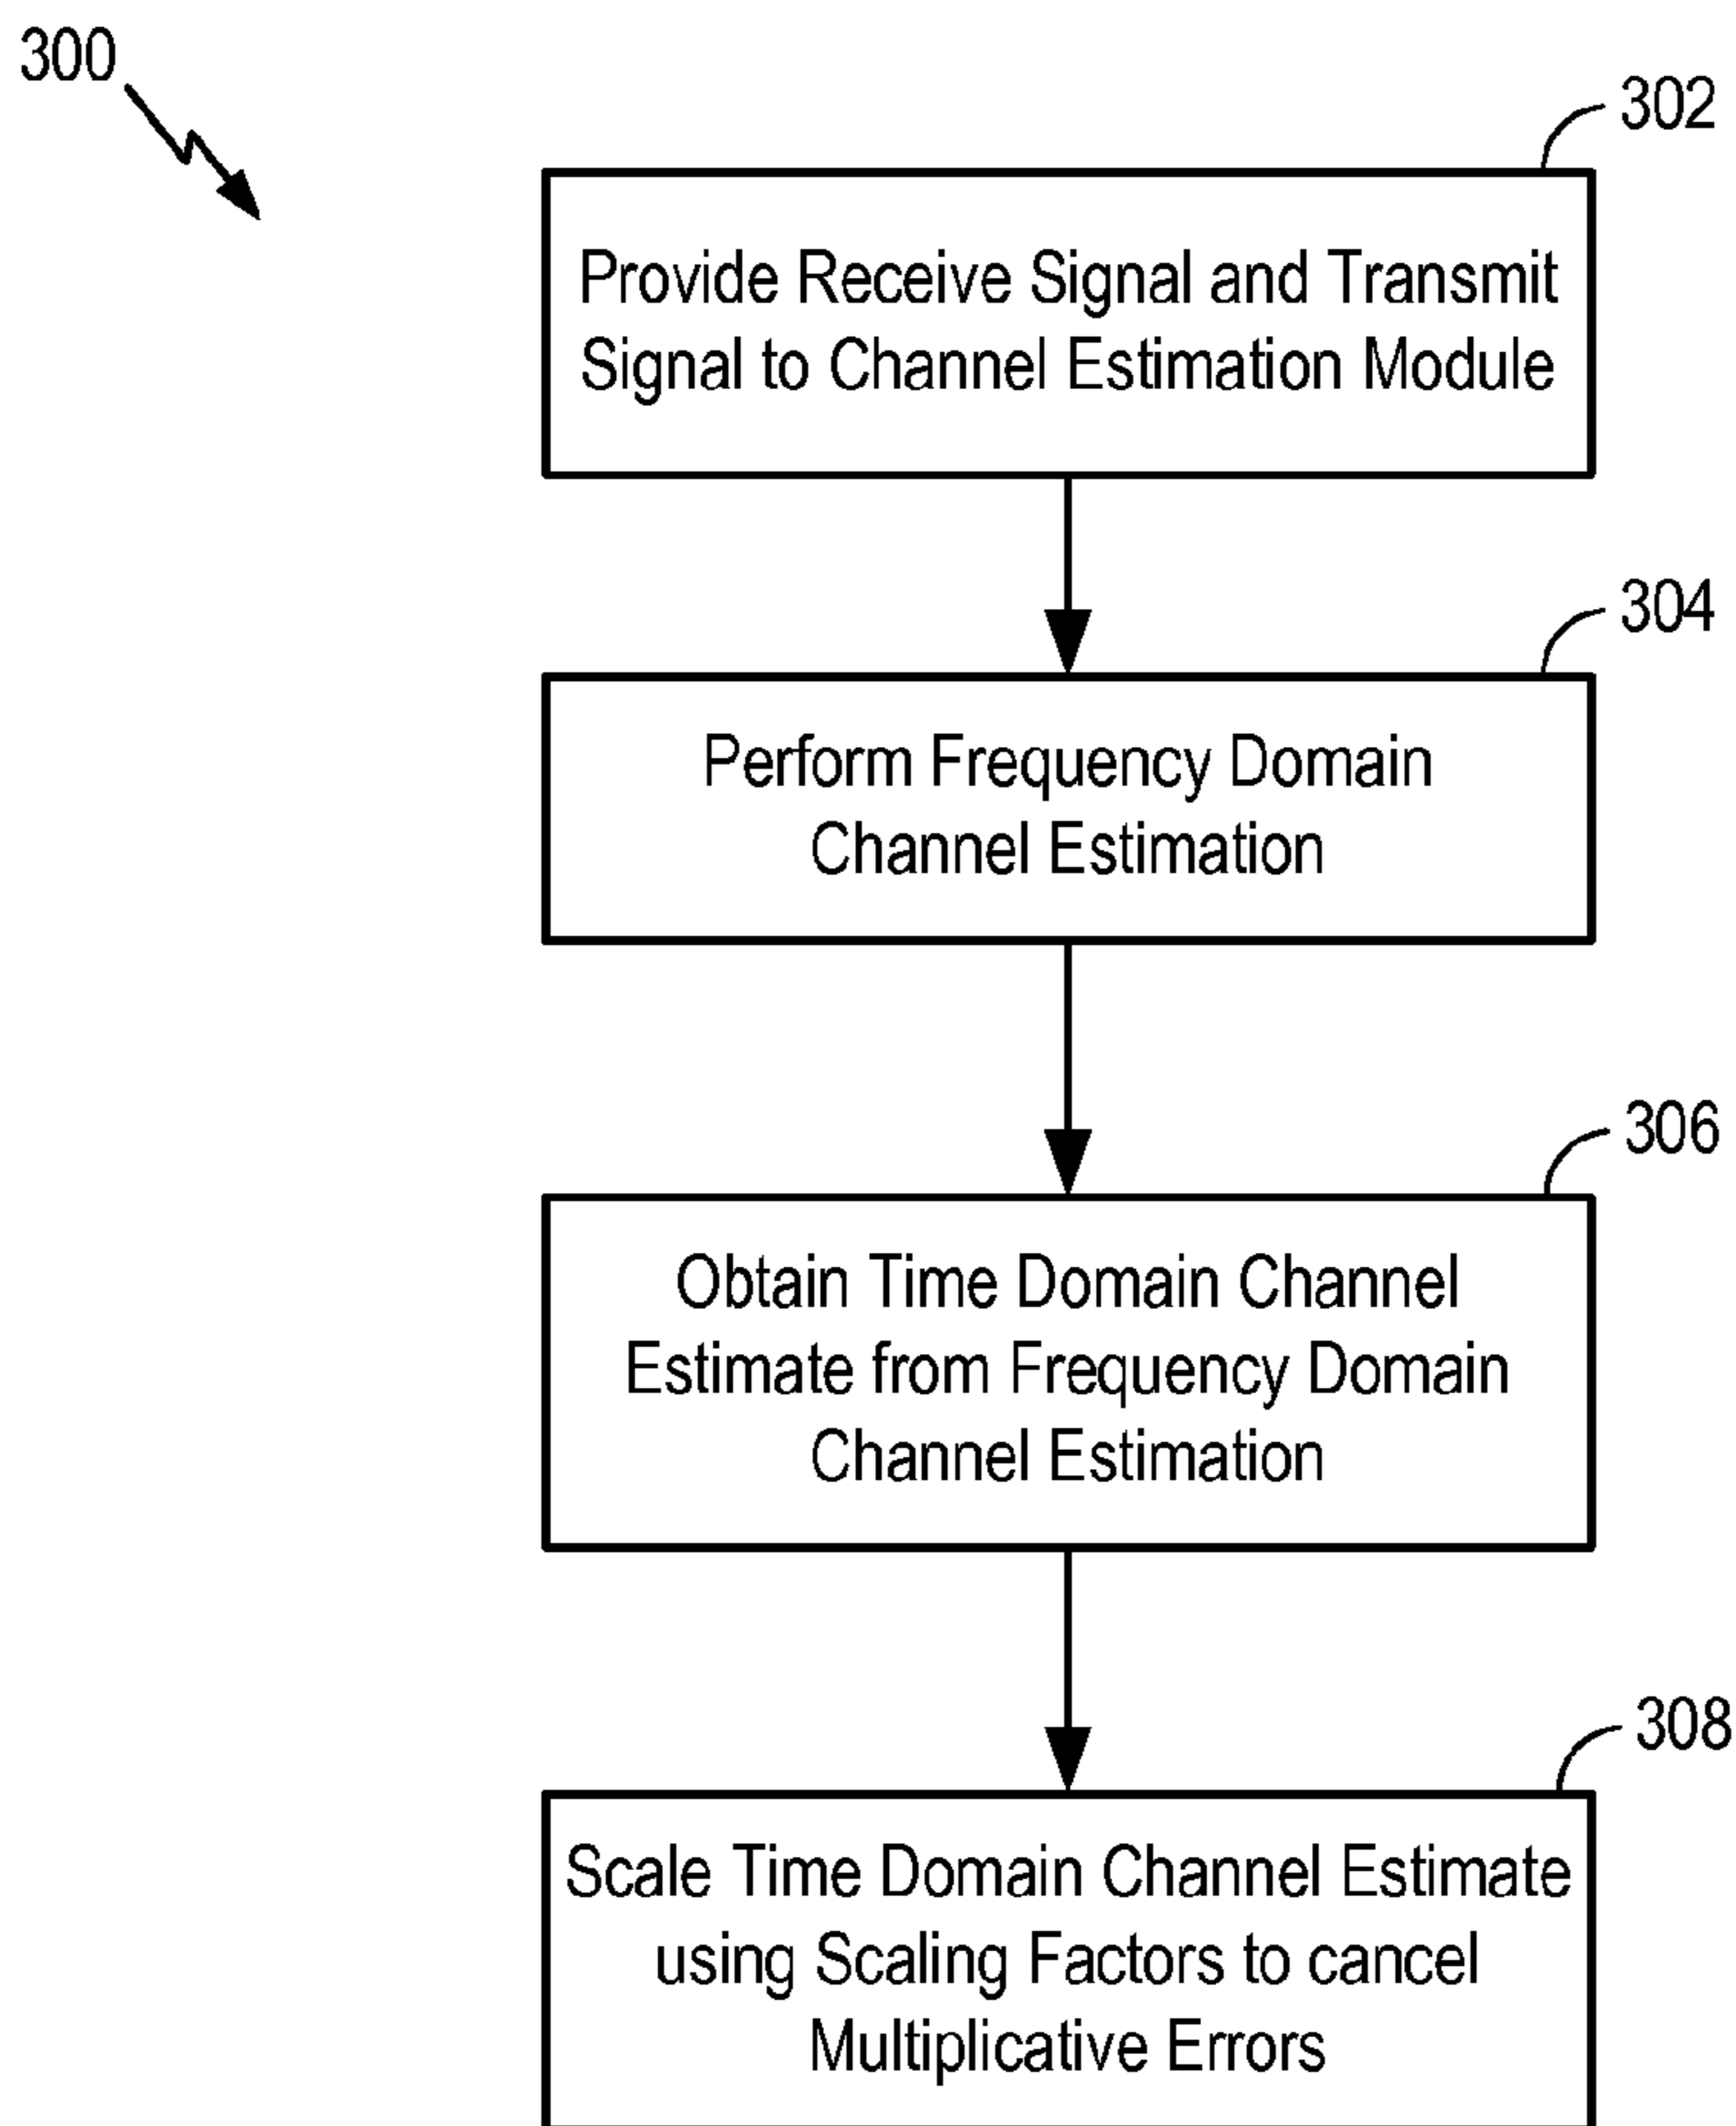 300
302
Provide Receive Signal and Transmit
Signal to Channel Estimation Module
304
Perform Frequency Domain
Channel Estimation
306
Obtain Time Domain Channel
Estimate from Frequency Domain
Channel Estimation
308
Scale Time Domain Channel Estimate
using Scaling Factors to cancel
Multiplicative Errors